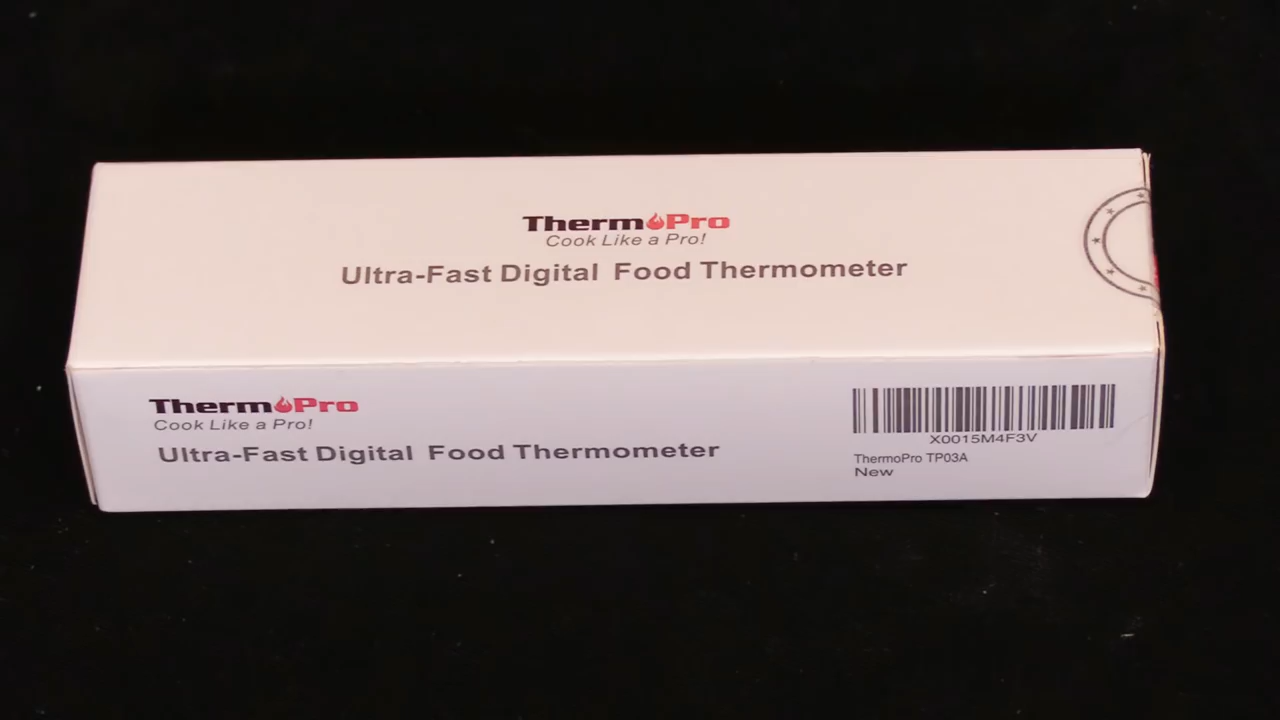 ThermoPro
Cook Like a Pro!
Ultra-Fast Digital Food Thermometer
ThermoPro
Cook Like a Pro!
Ultra-Fast Digital Food Thermometer
X0015M4F3V
ThermoPro TP03A
New